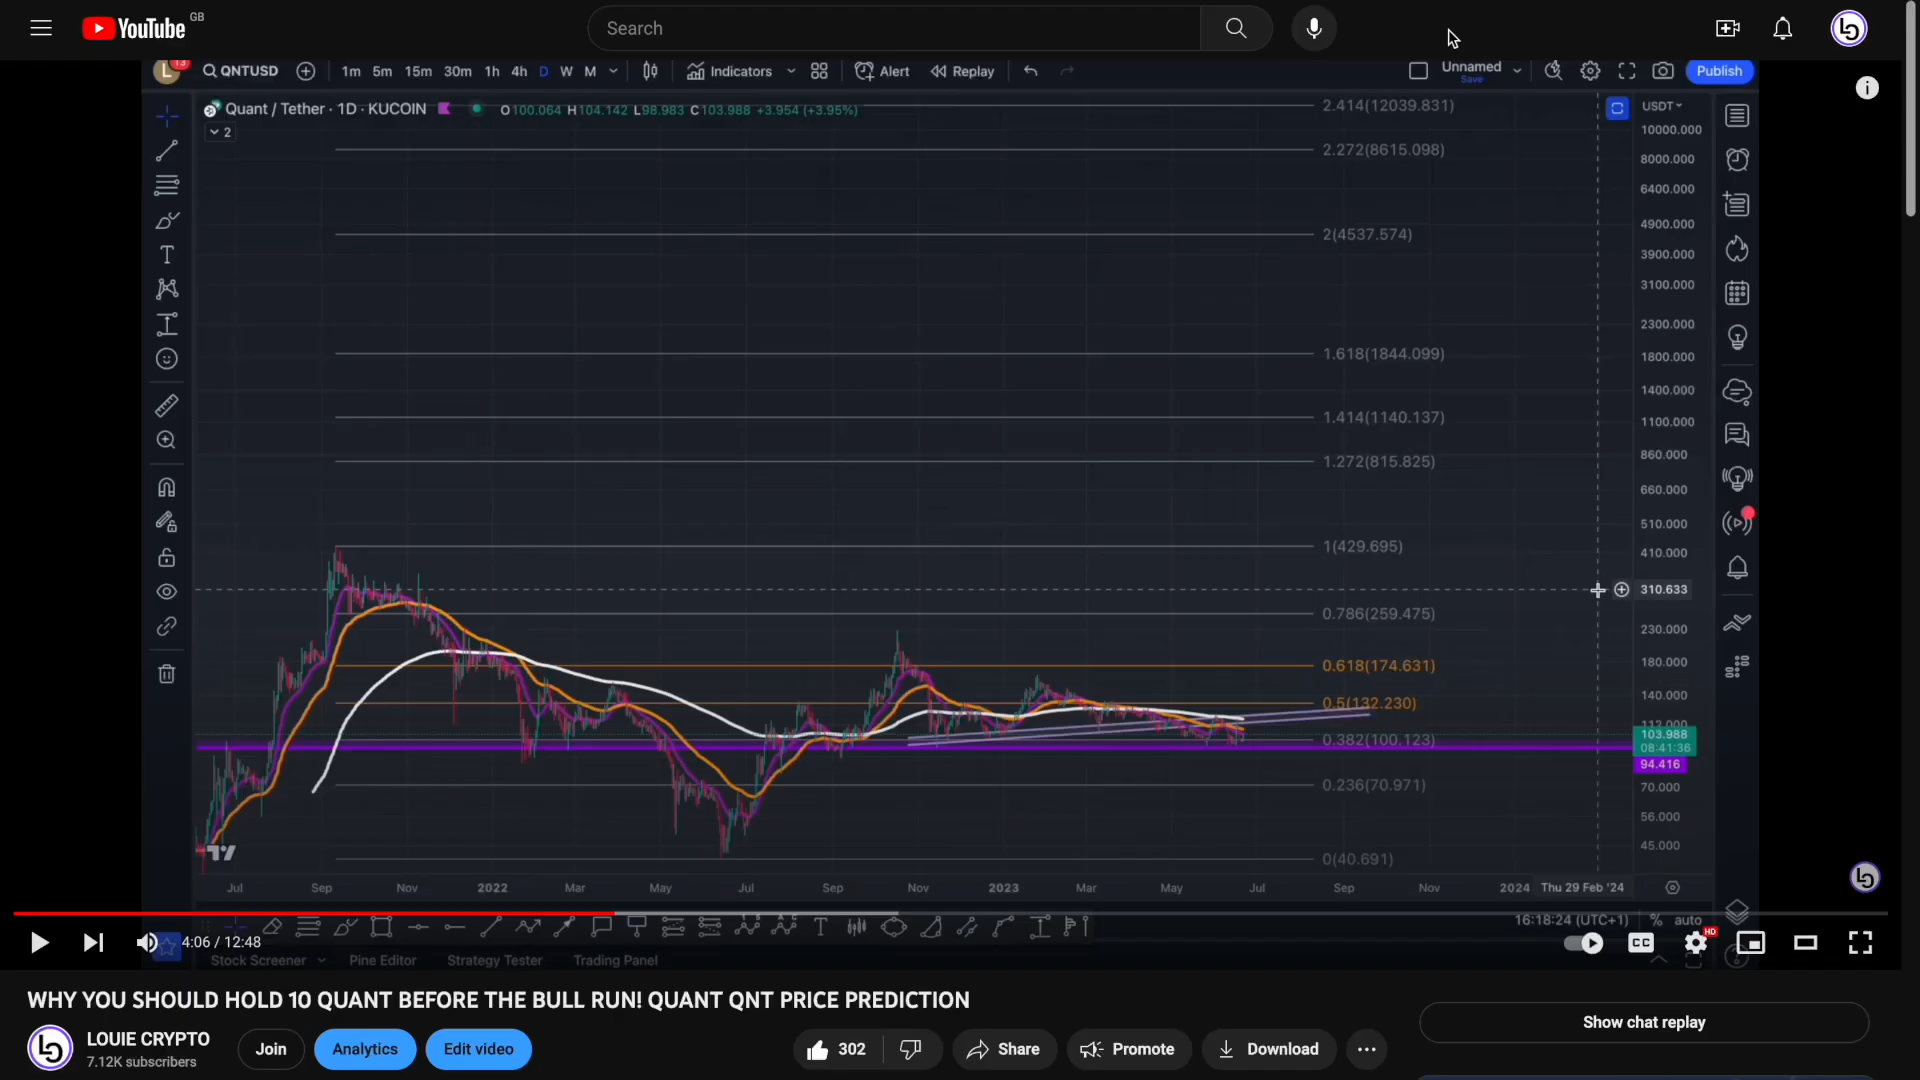 YouTube GB
Search
L 13 QNTUSD 1m 5m 15m 30m 1h 4h D W M Indicators Alert Replay Unnamed Save Publish
Quant / Tether · 1D · KUCOIN O100.064 H104.142 L98.983 C103.988 +3.954 (+3.95%)
2
2.414(12039.831)
2.272(8615.098)
2(4537.574)
1.618(1844.099)
1.414(1140.137)
1.272(815.825)
1(429.695)
0.786(259.475)
0.618(174.631)
0.5(132.230)
0.382(100.123)
0.236(70.971)
0(40.691)
USDT
10000.000
8000.000
6400.000
4900.000
3900.000
3100.000
2300.000
1800.000
1400.000
1100.000
860.000
660.000
510.000
410.000
310.633
230.000
180.000
140.000
112.000
103.988
08:41:36
94.416
70.000
56.000
45.000
Jul Sep Nov 2022 Mar May Jul Sep Nov 2023 Mar May Jul Sep Nov 2024 Thu 29 Feb '24
16:18:24 (UTC+1) % auto
4:06 / 12:48
CC HD
Stock Screener Pine Editor Strategy Tester Trading Panel
WHY YOU SHOULD HOLD 10 QUANT BEFORE THE BULL RUN! QUANT QNT PRICE PREDICTION
LOUIE CRYPTO
7.12K subscribers
Join Analytics Edit video 302 Share Promote Download
Show chat replay